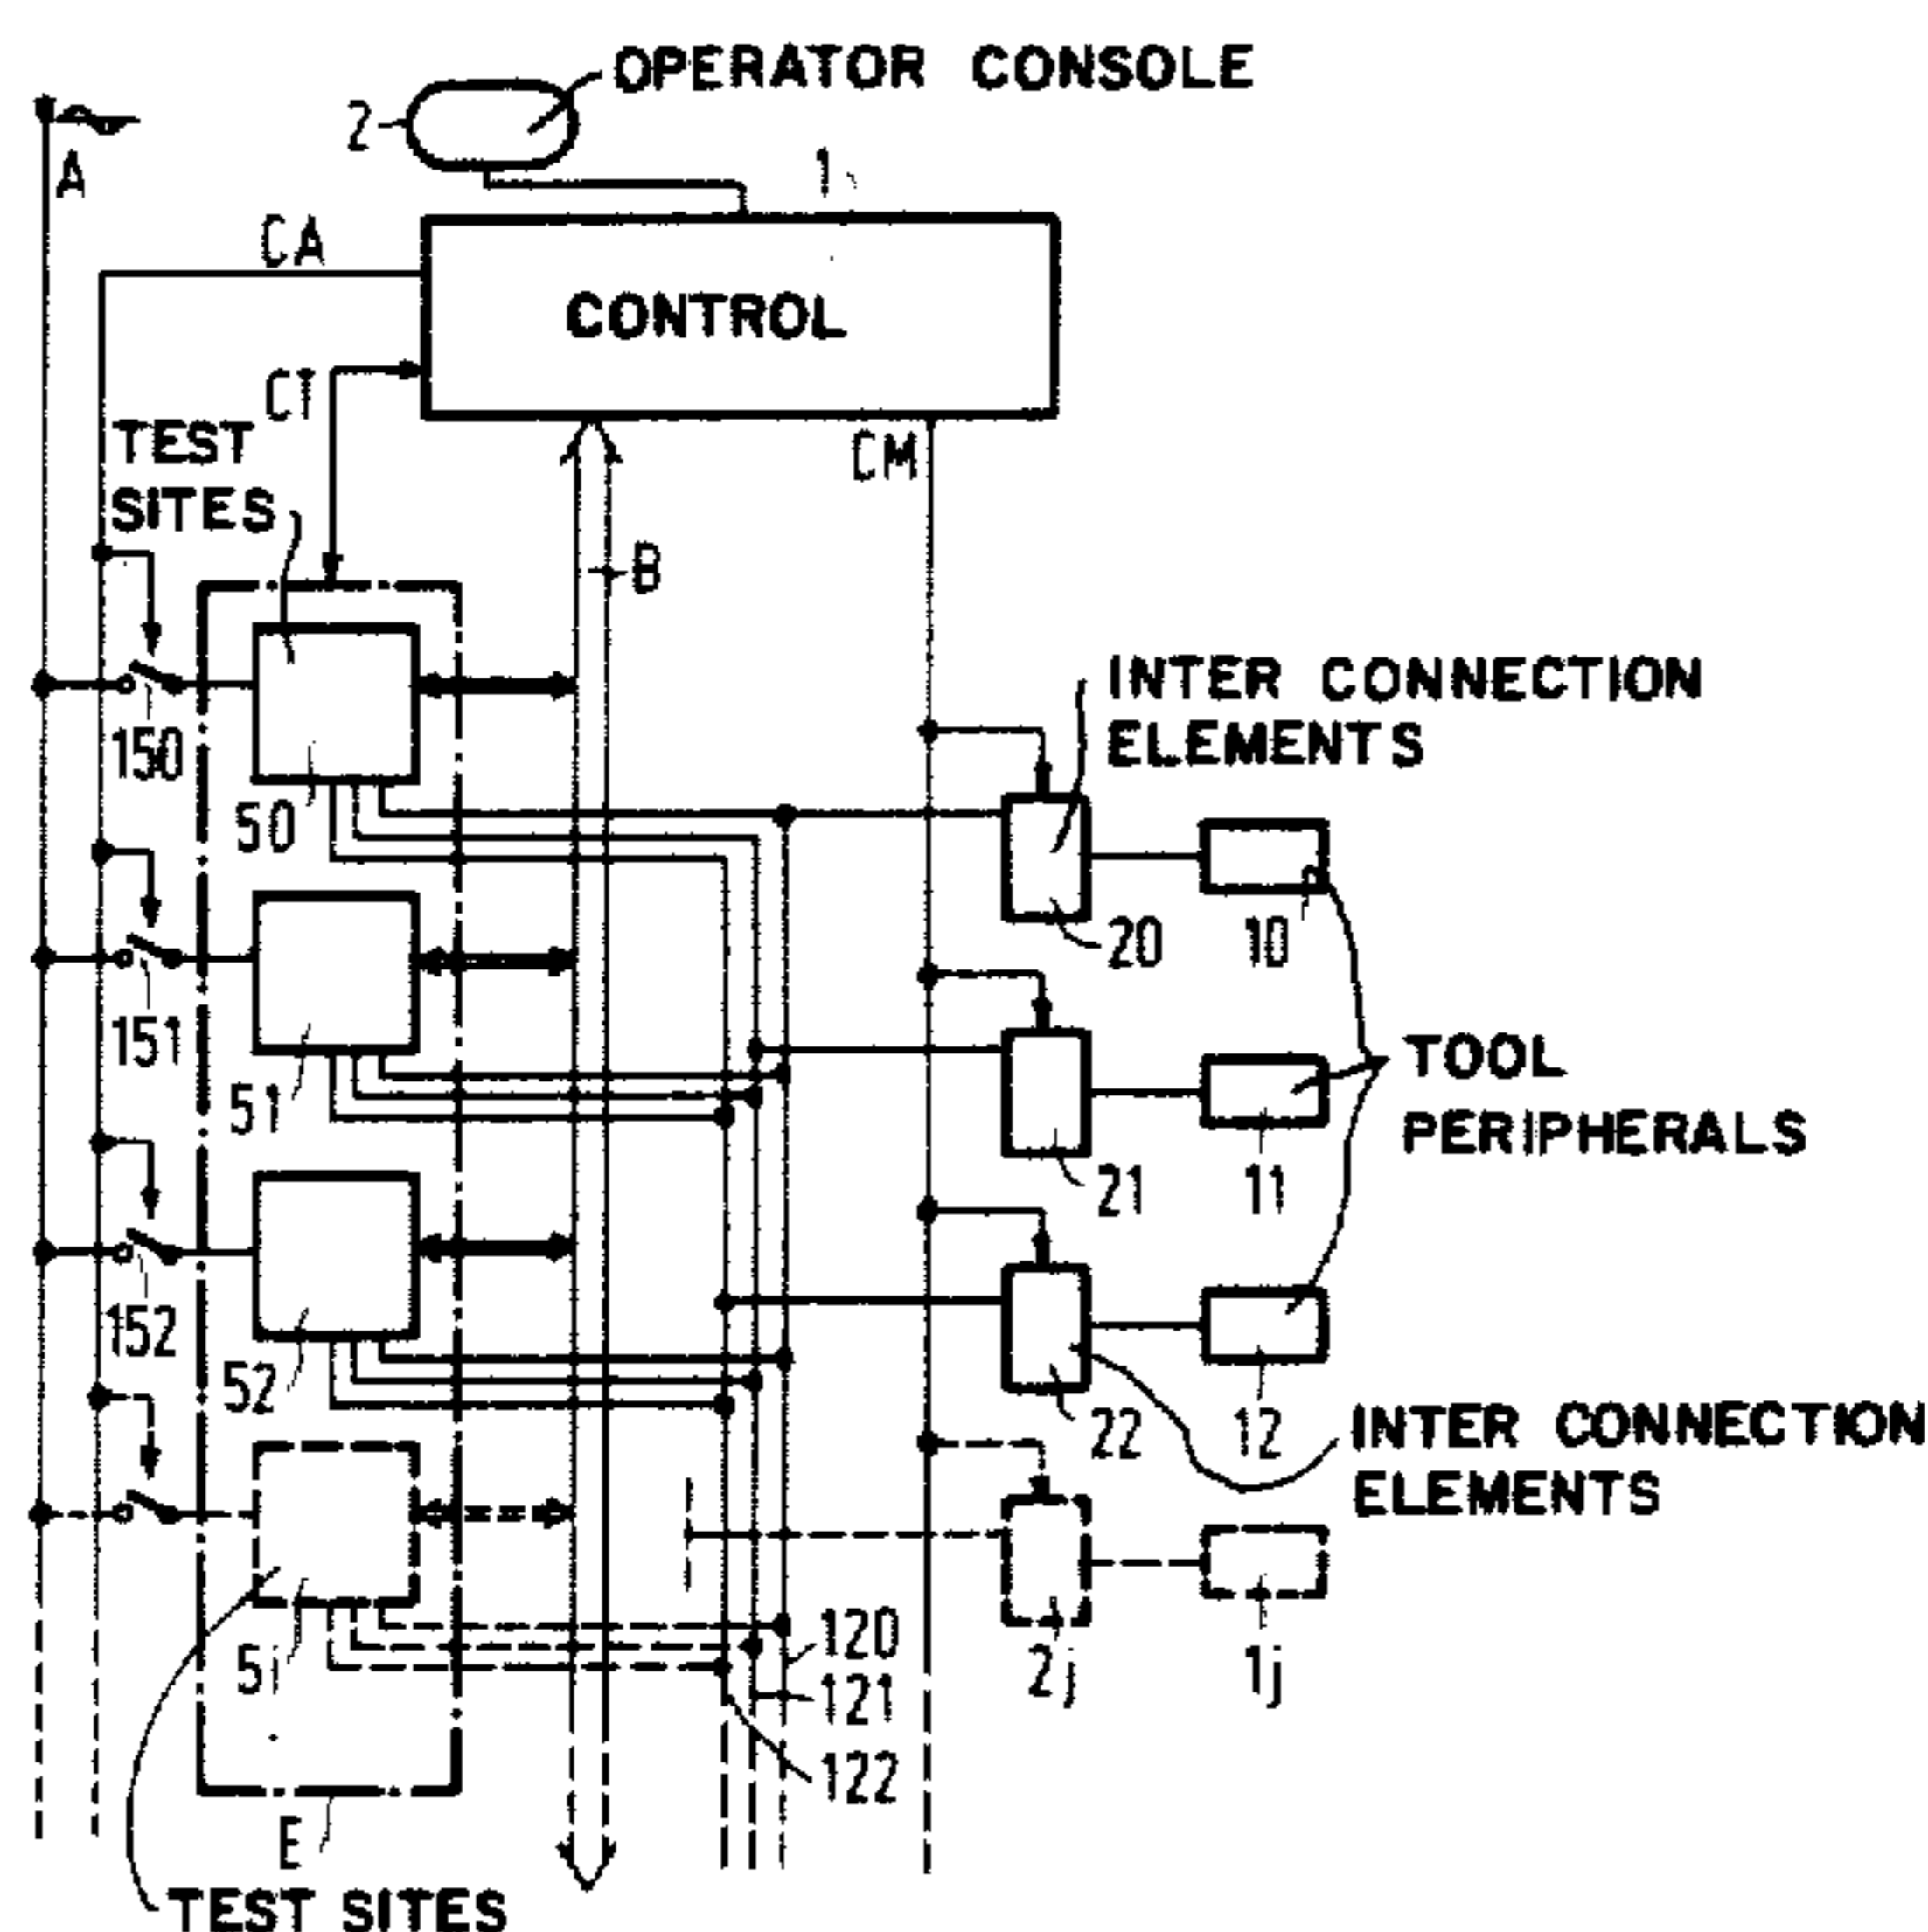 OPERATOR CONSOLE
2
A
1
CA
CONTROL
CT
CM
TEST
SITES
B
INTER CONNECTION
ELEMENTS
150
50
20
10
151
51
TOOL
PERIPHERALS
21
11
152
52
22
12
INTER CONNECTION
ELEMENTS
5i
120
121
122
2j
1j
E
TEST SITES